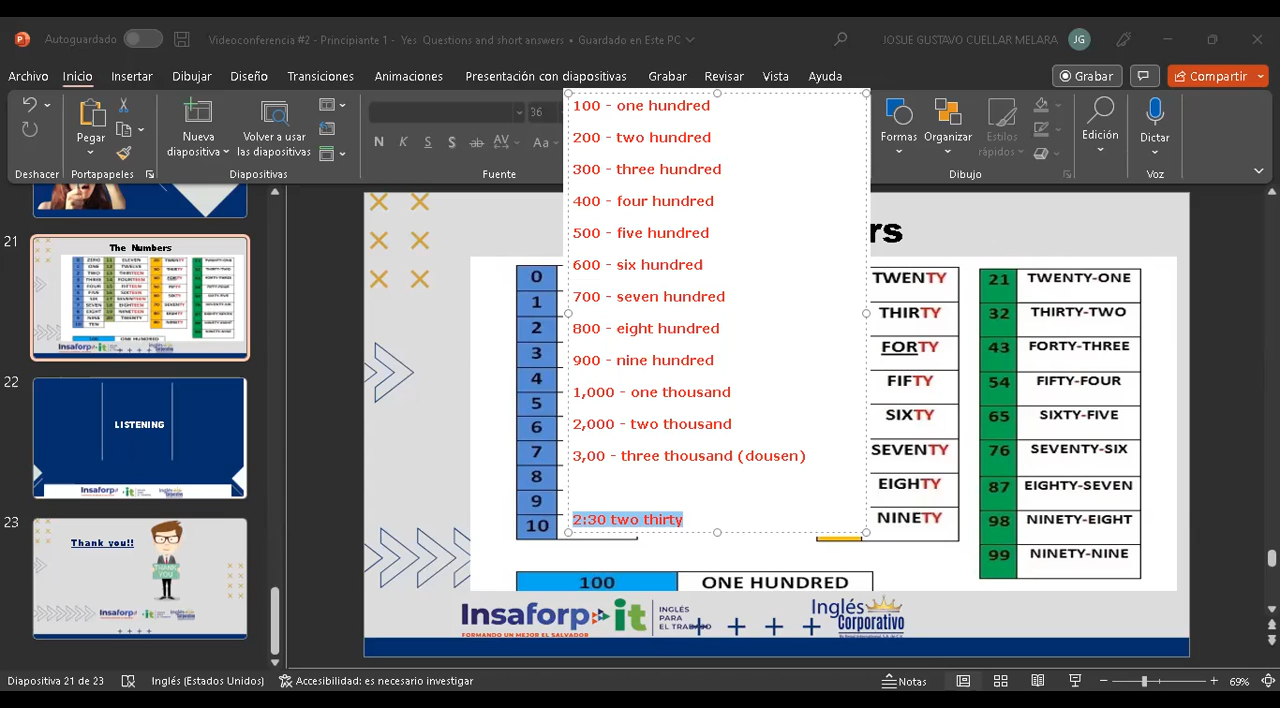 Autoguardado
Videoconferencia #2 - Principiante 1 - Yes Questions and short answers • Guardado en Este PC
JOSUE GUSTAVO CUELLAR MELARA
JG
Archivo
Inicio
Insertar
Dibujar
Diseño
Transiciones
Animaciones
Presentación con diapositivas
Grabar
Revisar
Vista
Ayuda
Grabar
Compartir
Pegar
Nueva
diapositiva
Volver a usar
las diapositivas
36
N K S S ab AV Aa
Formas
Organizar
Estilos
rápidos
Edición
Dictar
Deshacer
Portapapeles
Diapositivas
Fuente
Dibujo
Voz
100 - one hundred
200 - two hundred
300 - three hundred
400 - four hundred
500 - five hundred
600 - six hundred
700 - seven hundred
800 - eight hundred
900 - nine hundred
1,000 - one thousand
2,000 - two thousand
3,00 - three thousand (dousen)
2:30 two thirty
21
The Numbers
22
LISTENING
Insaforp it
23
Thank you!!
THANK
YOU
Insaforp it
rs
0
1
2
3
4
5
6
7
8
9
10
TWENTY
THIRTY
FORTY
FIFTY
SIXTY
SEVENTY
EIGHTY
NINETY
21 TWENTY-ONE
32 THIRTY-TWO
43 FORTY-THREE
54 FIFTY-FOUR
65 SIXTY-FIVE
76 SEVENTY-SIX
87 EIGHTY-SEVEN
98 NINETY-EIGHT
99 NINETY-NINE
100 ONE HUNDRED
Insaforp it
FORMANDO UN MEJOR EL SALVADOR
INGLÉS
PARA
EL TRABAJO
Inglés
Corporativo
Diapositiva 21 de 23
Inglés (Estados Unidos)
Accesibilidad: es necesario investigar
Notas
69%